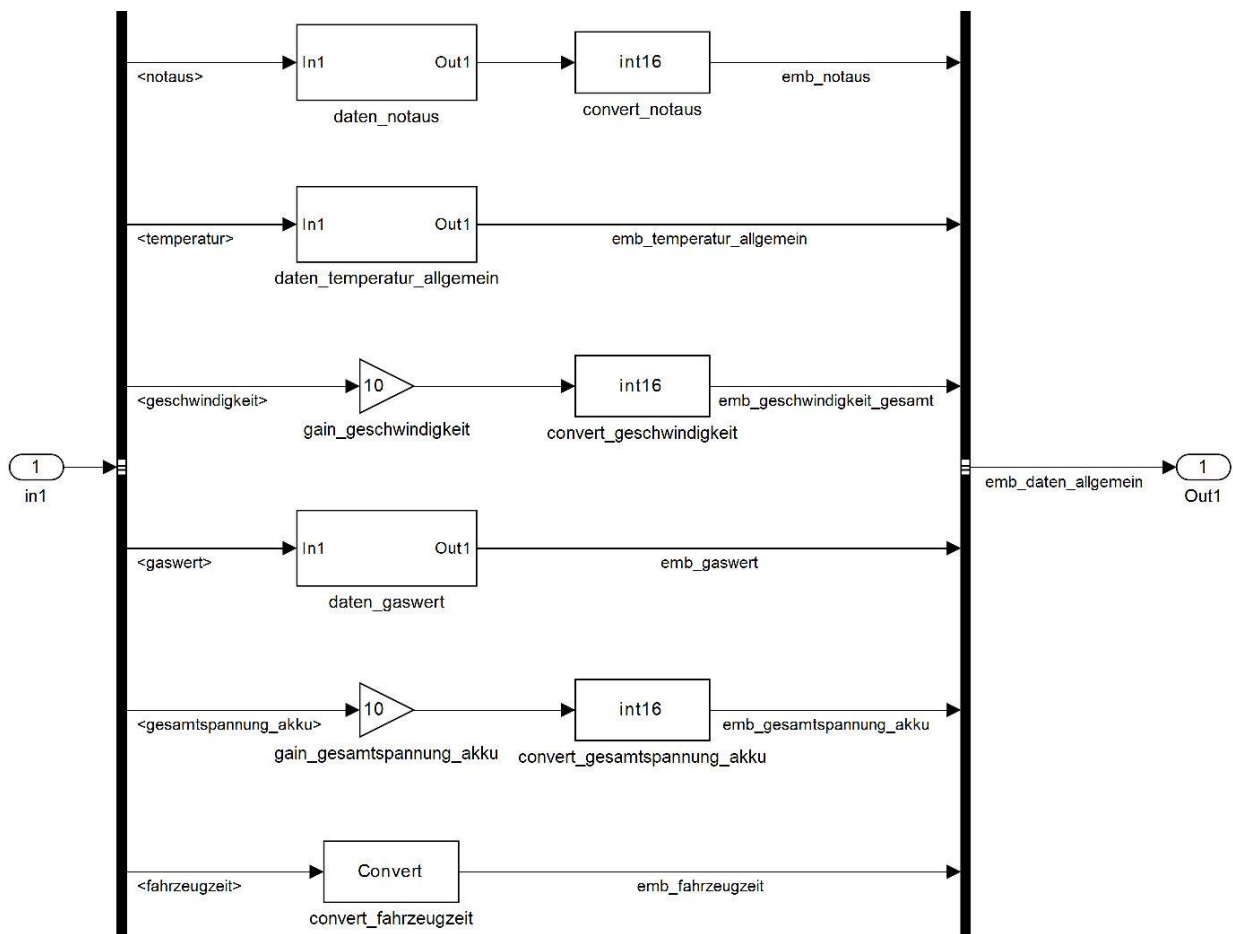 In1 Out1 int16
<notaus> emb_notaus
daten_notaus convert_notaus
In1 Out1
<temperatur> emb_temperatur_allgemein
daten_temperatur_allgemein
10 int16
<geschwindigkeit> emb_geschwindigkeit_gesamt
gain_geschwindigkeit convert_geschwindigkeit
1 1
emb_daten_allgemein
in1 Out1
In1 Out1
<gaswert> emb_gaswert
daten_gaswert
10 int16
<gesamtspannung_akku> emb_gesamtspannung_akku
gain_gesamtspannung_akku convert_gesamtspannung_akku
Convert
<fahrzeugzeit> emb_fahrzeugzeit
convert_fahrzeugzeit